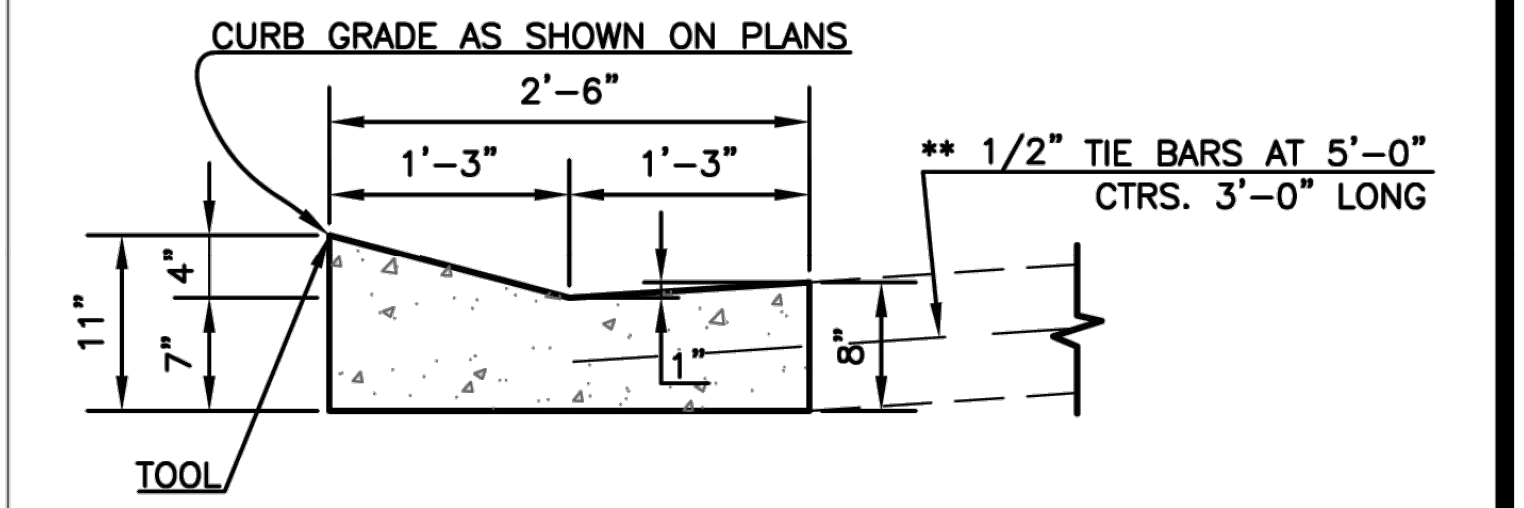 CURB GRADE AS SHOWN ON PLANS
2'-6"
1'-3" 1'-3"
** 1/2" TIE BARS AT 5'-0"
CTRS. 3'-0" LONG
4"
11"
7"
1"
8"
TOOL